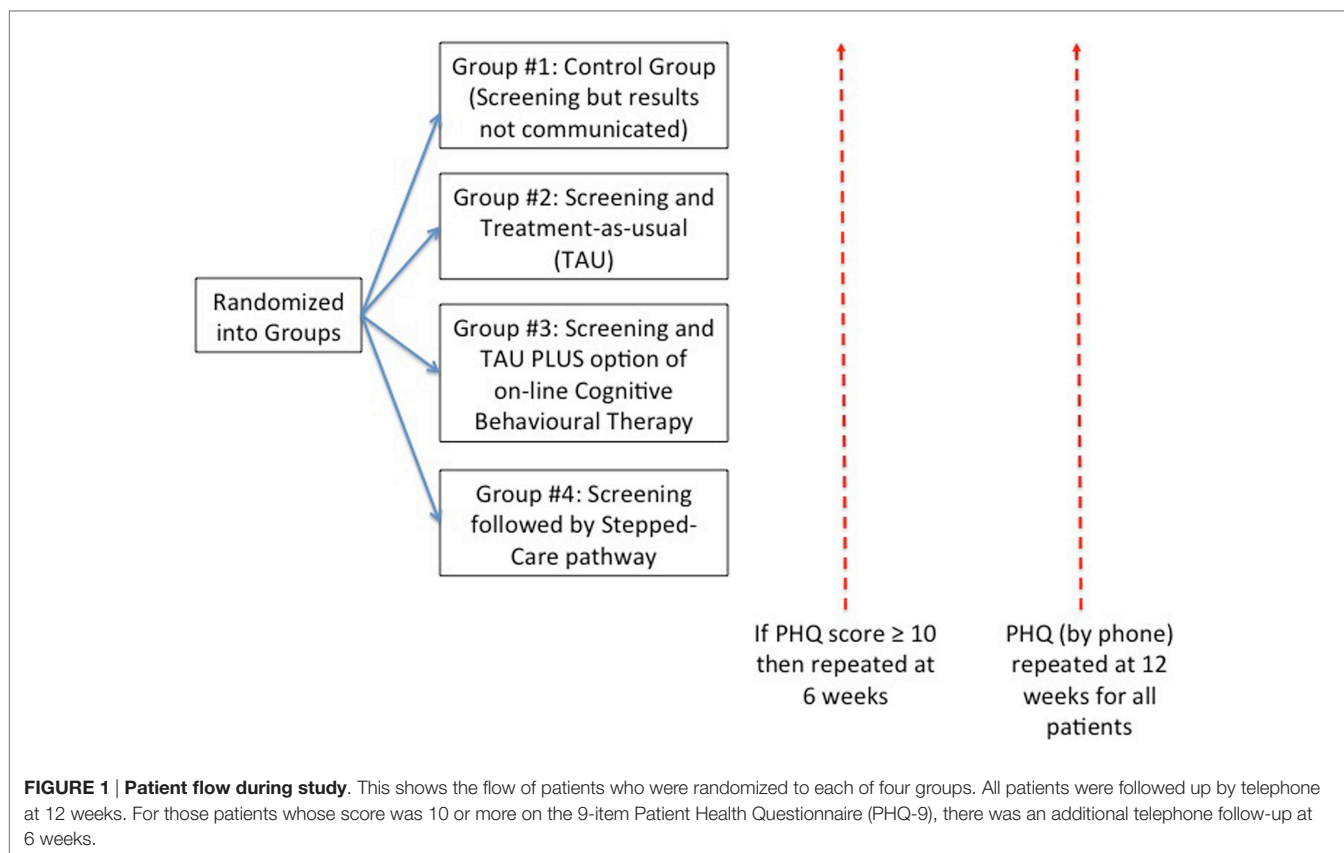 Group #1: Control Group
(Screening but results
not communicated)
Group #2: Screening and
Treatment-as-usual
(TAU)
Randomized
into Groups
Group #3: Screening and
TAU PLUS option of
on-line Cognitive
Behavioural Therapy
Group #4: Screening
followed by Stepped-
Care pathway
If PHQ score ≥ 10
then repeated at
6 weeks
PHQ (by phone)
repeated at 12
weeks for all
patients
FIGURE 1 | Patient flow during study. This shows the flow of patients who were randomized to each of four groups. All patients were followed up by telephone
at 12 weeks. For those patients whose score was 10 or more on the 9-item Patient Health Questionnaire (PHQ-9), there was an additional telephone follow-up at
6 weeks.